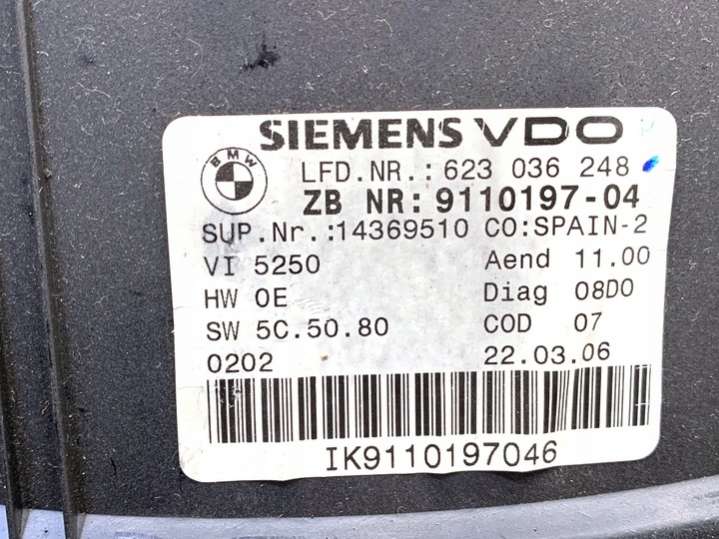 SIEMENS VDO
BMW
LFD.NR.:623 036 248
ZB NR:9110197-04
SUP.Nr.:14369510 CO:SPAIN-2
VI 5250 Aend 11.00
HW 0E Diag 08D0
SW 5C.50.80 COD 07
0202 22.03.06
IK9110197046